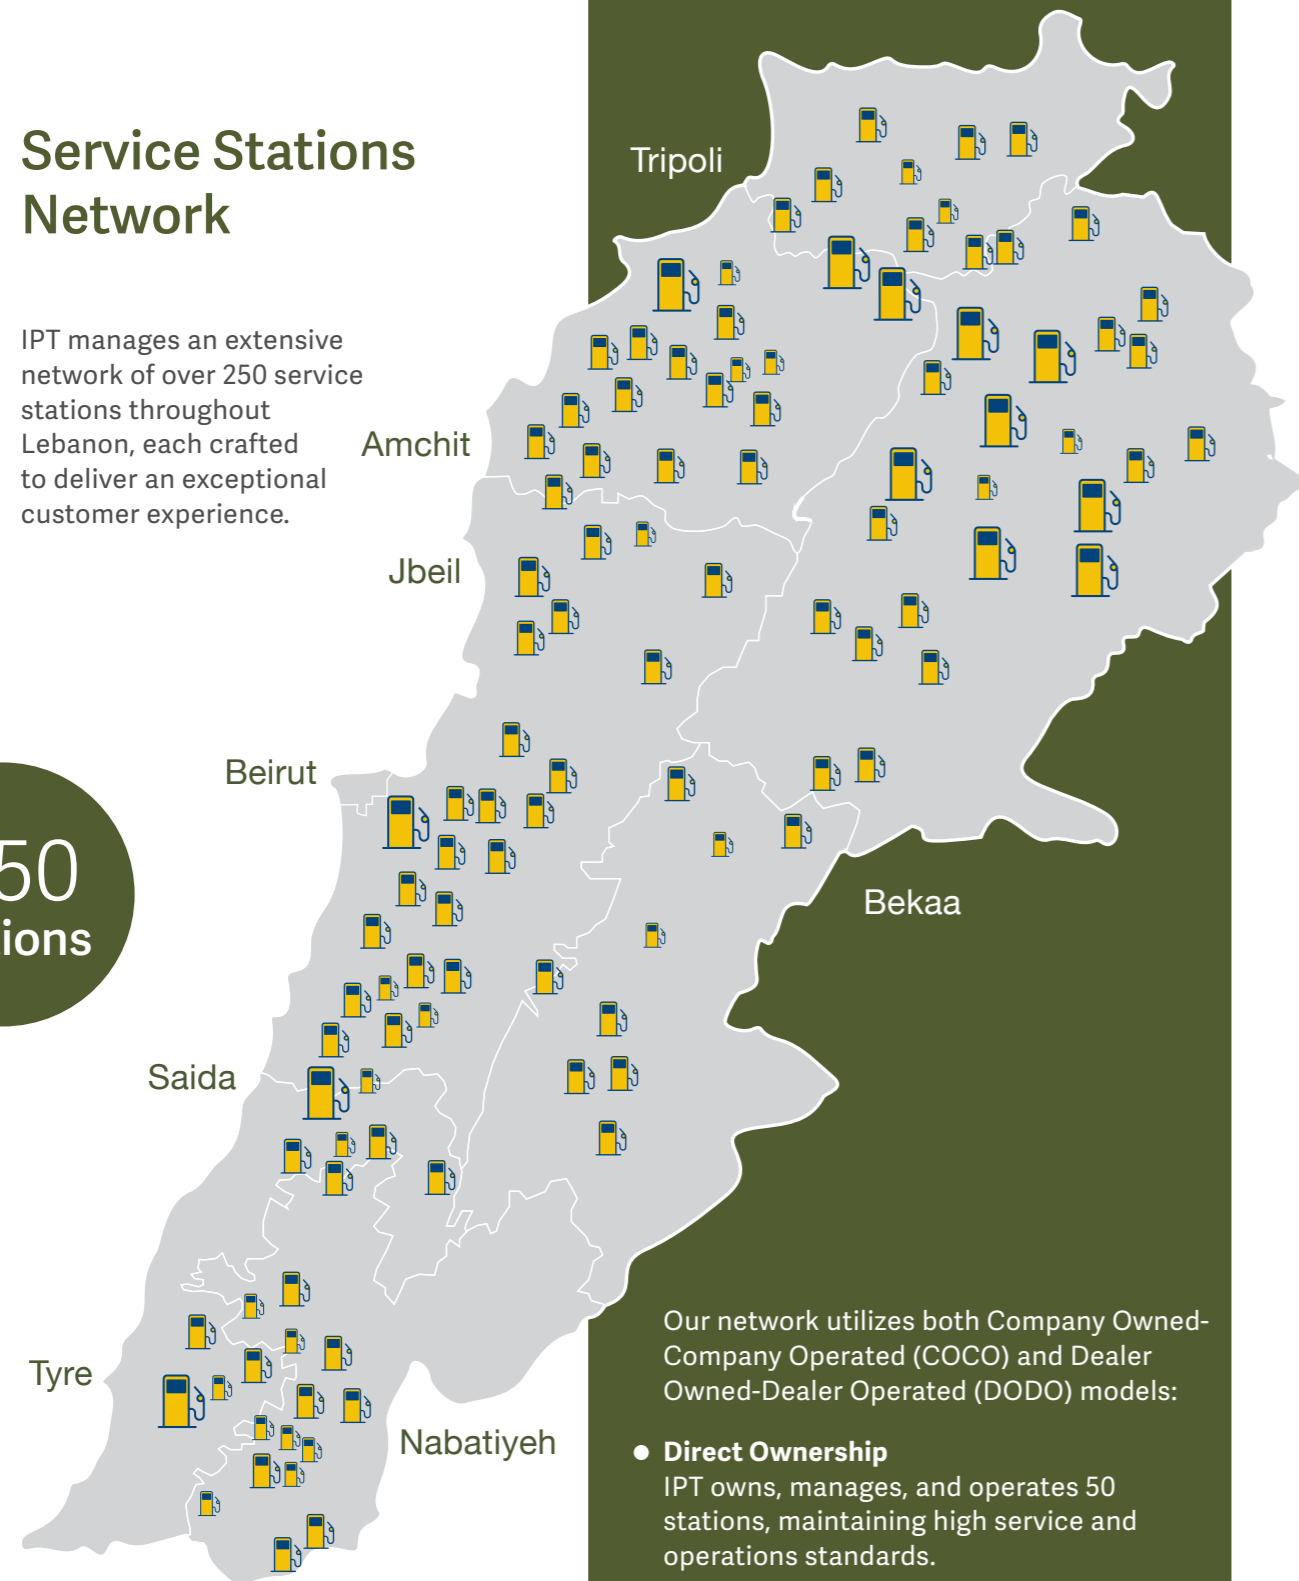 Service Stations
Network
IPT manages an extensive
network of over 250 service
stations throughout
Lebanon, each crafted
to deliver an exceptional
customer experience.
Tripoli
Amchit
Jbeil
Beirut
50
ions
Bekaa
Saida
Tyre
Nabatiyeh
Our network utilizes both Company Owned-
Company Operated (COCO) and Dealer
Owned-Dealer Operated (DODO) models:
● Direct Ownership
IPT owns, manages, and operates 50
stations, maintaining high service and
operations standards.